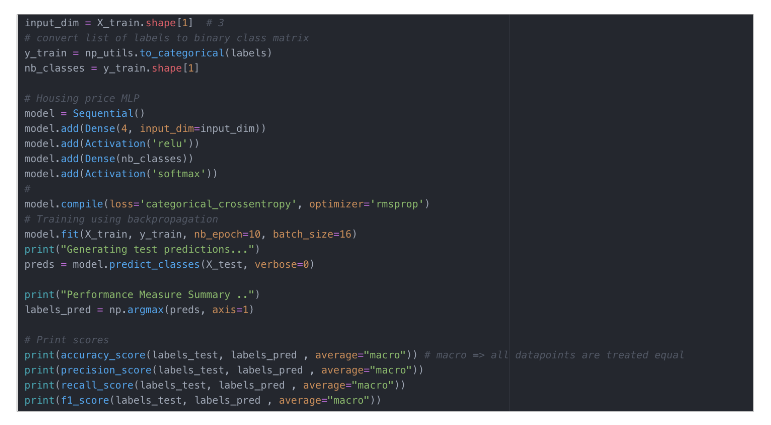 input_dim = X_train.shape[1]  # 3
# convert list of labels to binary class matrix
y_train = np_utils.to_categorical(labels)
nb_classes = y_train.shape[1]
# Housing price MLP
model = Sequential()
model.add(Dense(4, input_dim=input_dim))
model.add(Activation('relu'))
model.add(Dense(nb_classes))
model.add(Activation('softmax'))
#
model.compile(loss='categorical_crossentropy', optimizer='rmsprop')
# Training using backpropagation
model.fit(X_train, y_train, nb_epoch=10, batch_size=16)
print("Generating test predictions...")
preds = model.predict_classes(X_test, verbose=0)
print("Performance Measure Summary ..")
labels_pred = np.argmax(preds, axis=1)
# Print scores
print(accuracy_score(labels_test, labels_pred , average="macro")) # macro => all datapoints are treated equal
print(precision_score(labels_test, labels_pred , average="macro"))
print(recall_score(labels_test, labels_pred , average="macro"))
print(f1_score(labels_test, labels_pred , average="macro"))